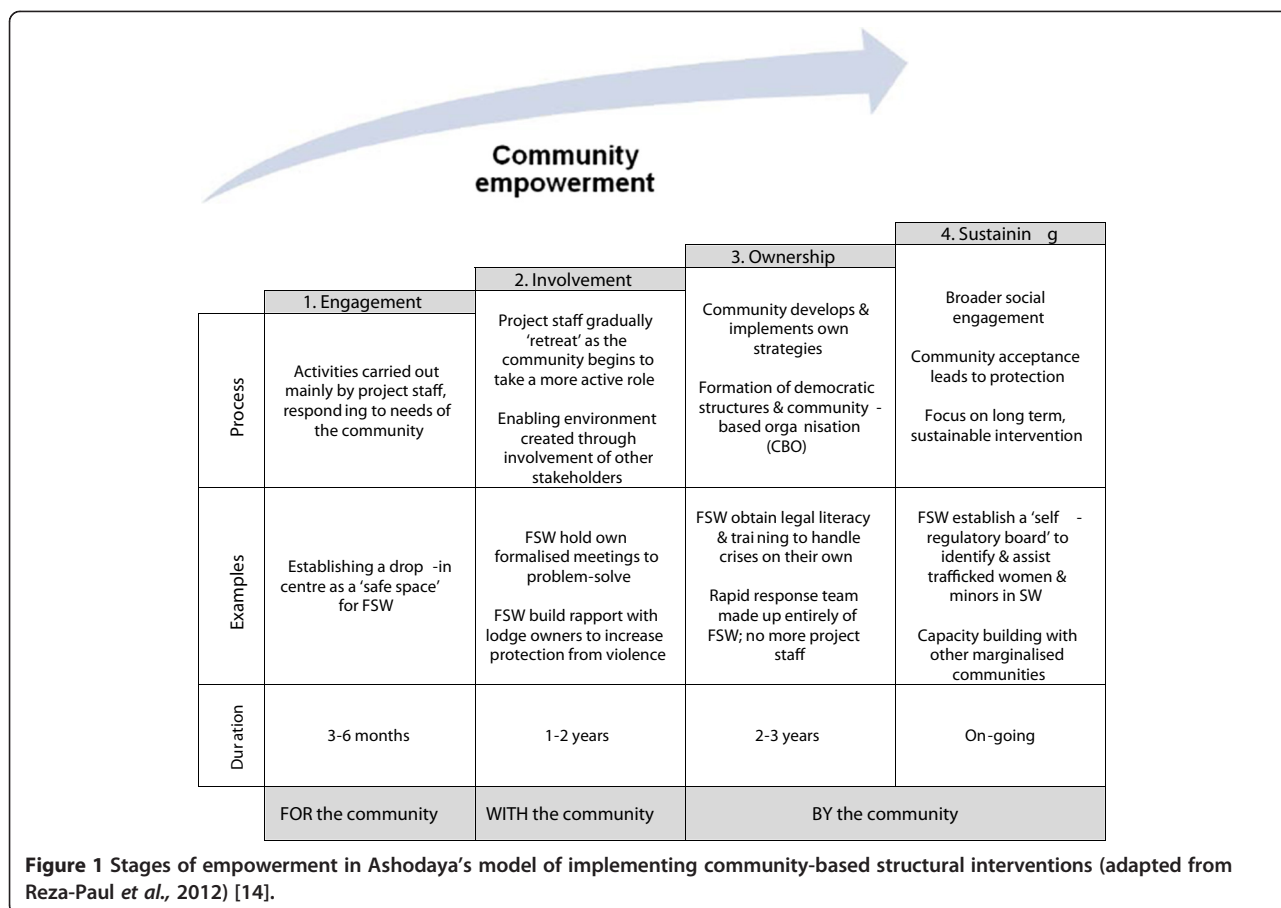 Community
empowerment
1. Engagement
2. Involvement
3. Ownership
4. Sustainin g
Process
Activities carried out
mainly by project staff,
respond ing to needs of
the community
Project staff gradually
'retreat' as the
community begins to
take a more active role
Enabling environment
created through
involvement of other
stakeholders
Community develops &
implements own
strategies
Formation of democratic
structures & community -
based orga nisation
(CBO)
Broader social
engagement
Community acceptance
leads to protection
Focus on long term,
sustainable intervention
Examples
Establishing a drop -in
centre as a 'safe space'
for FSW
FSW hold own
formalised meetings to
problem-solve
FSW build rapport with
lodge owners to increase
protection from violence
FSW obtain legal literacy
& trai ning to handle
crises on their own
Rapid response team
made up entirely of
FSW; no more project
staff
FSW establish a 'self -
regulatory board' to
identify & assist
trafficked women &
minors in SW
Capacity building with
other marginalised
communities
Duration
3-6 months
1-2 years
2-3 years
On-going
FOR the community
WITH the community
BY the community
Figure 1 Stages of empowerment in Ashodaya's model of implementing community-based structural interventions (adapted from
Reza-Paul et al., 2012) [14].